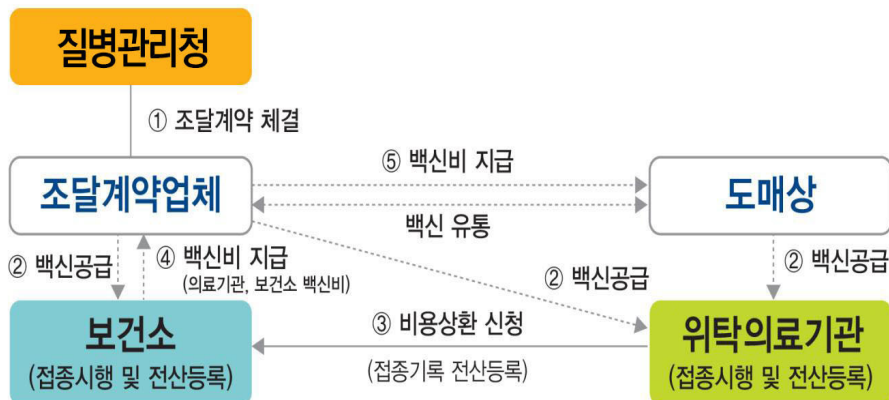 질병관리청
① 조달계약 체결
조달계약업체
⑤ 백신비 지급
백신 유통
도매상
② 백신공급
④ 백신비 지급
(의료기관, 보건소 백신비)
② 백신공급
② 백신공급
보건소
(접종시행 및 전산등록)
③ 비용상환 신청
(접종기록 전산등록)
위탁의료기관
(접종시행 및 전산등록)